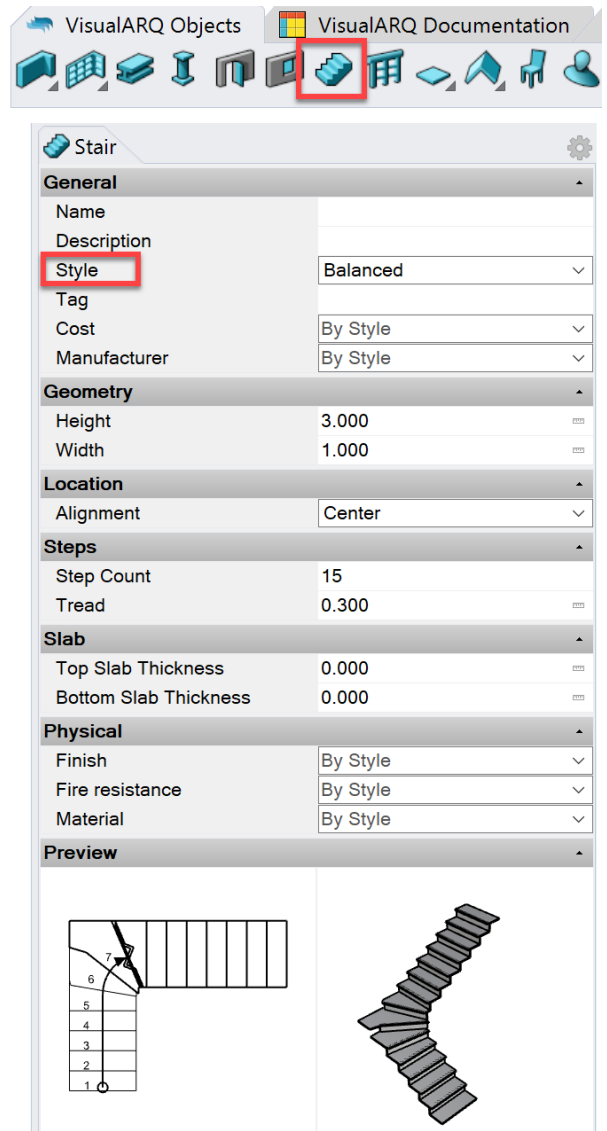 VisualARQ Objects VisualARQ Documentation
Stair
General
Name
Description
Style Balanced
Tag
Cost By Style
Manufacturer By Style
Geometry
Height 3.000
Width 1.000
Location
Alignment Center
Steps
Step Count 15
Tread 0.300
Slab
Top Slab Thickness 0.000
Bottom Slab Thickness 0.000
Physical
Finish By Style
Fire resistance By Style
Material By Style
Preview
7
6
5
4
3
2
1